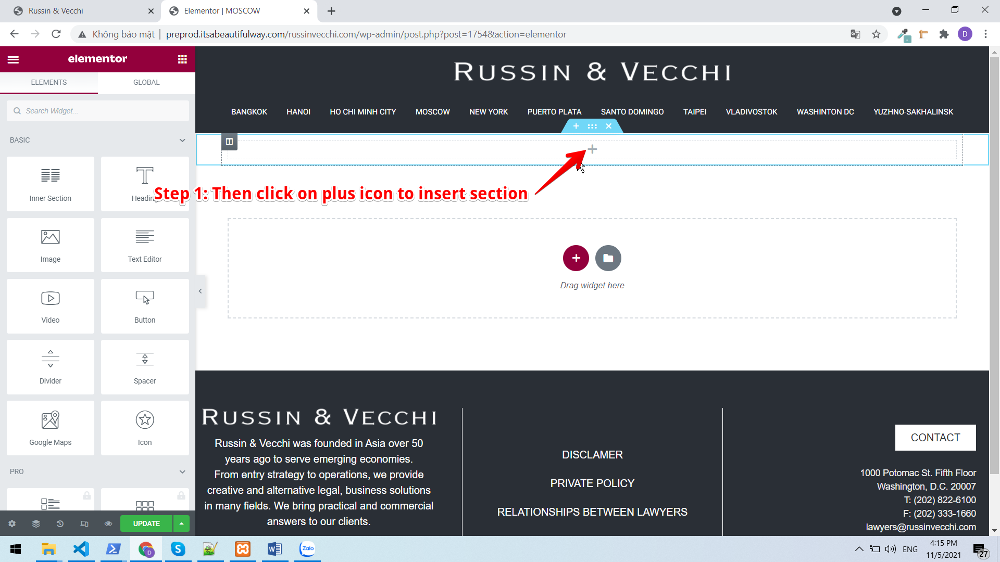 Russin & Vecchi
Elementor | MOSCOW
Không bảo mật | preprod.itsabeautifulway.com/russinvecchi.com/wp-admin/post.php?post=1754&action=elementor
D
elementor
ELEMENTS
GLOBAL
Search Widget...
BASIC
Inner Section
Heading
Image
Text Editor
Video
Button
Divider
Spacer
Google Maps
Icon
PRO
UPDATE
RUSSIN & VECCHI
BANGKOK HANOI HO CHI MINH CITY MOSCOW NEW YORK PUERTO PLATA SANTO DOMINGO TAIPEI VLADIVOSTOK WASHINTON DC YUZHNO-SAKHALINSK
Step 1: Then click on plus icon to insert section
Drag widget here
RUSSIN & VECCHI
Russin & Vecchi was founded in Asia over 50
years ago to serve emerging economies.
From entry strategy to operations, we provide
creative and alternative legal, business solutions
in many fields. We bring practical and commercial
answers to our clients.
DISCLAMER
PRIVATE POLICY
RELATIONSHIPS BETWEEN LAWYERS
CONTACT
1000 Potomac St. Fifth Floor
Washington, D.C. 20007
T: (202) 822-6100
F: (202) 333-1660
lawyers@russinvecchi.com
D
Zalo
ENG
4:15 PM
11/5/2021
27